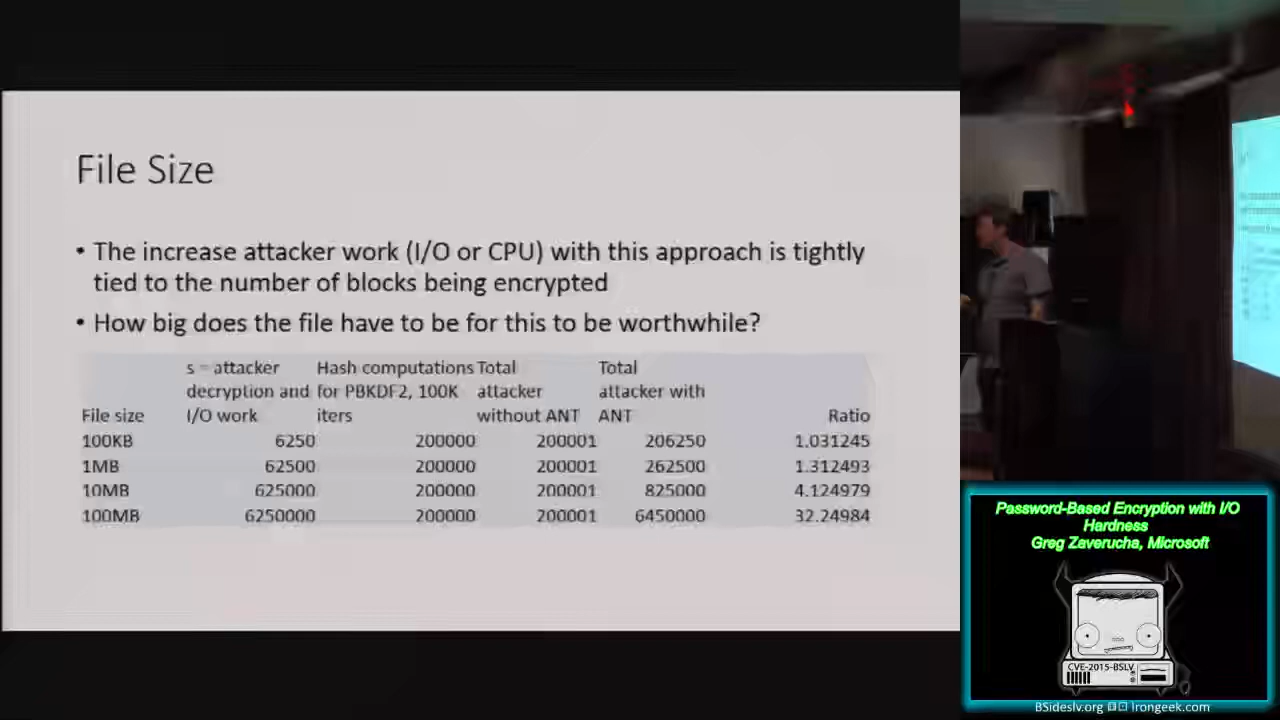 File Size
• The increase attacker work (I/O or CPU) with this approach is tightly
tied to the number of blocks being encrypted
• How big does the file have to be for this to be worthwhile?
s = attacker Hash computations Total Total
decryption and for PBKDF2, 100K attacker attacker with
File size I/O work iters without ANT ANT Ratio
100KB 6250 200000 200001 206250 1.031245
1MB 62500 200000 200001 262500 1.312493
10MB 625000 200000 200001 825000 4.124979
100MB 6250000 200000 200001 6450000 32.24984
Password-Based Encryption with I/O
Hardness
Greg Zaverucha, Microsoft
CVE-2015-BSLV
BSideslv.org Irongeek.com